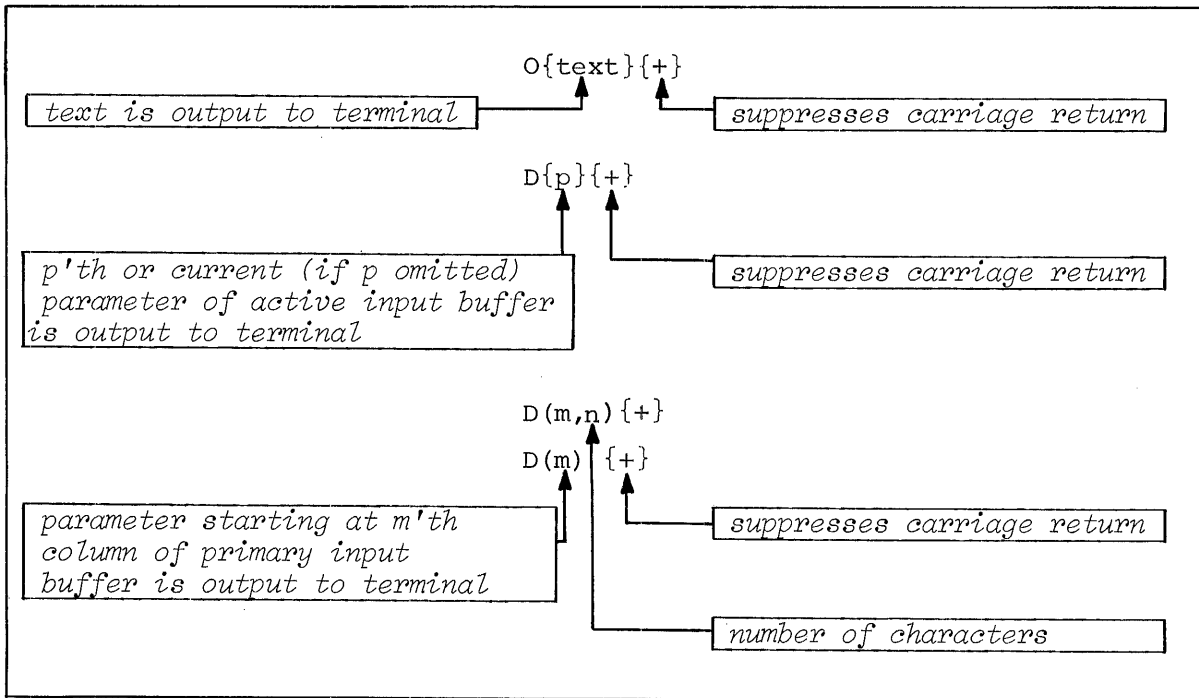 O{text}{+}
text is output to terminal
suppresses carriage return
D{p}{+}
p'th or current (if p omitted)
parameter of active input buffer
is output to terminal
suppresses carriage return
D(m,n){+}
D(m) {+}
parameter starting at m'th
column of primary input
buffer is output to terminal
suppresses carriage return
number of characters